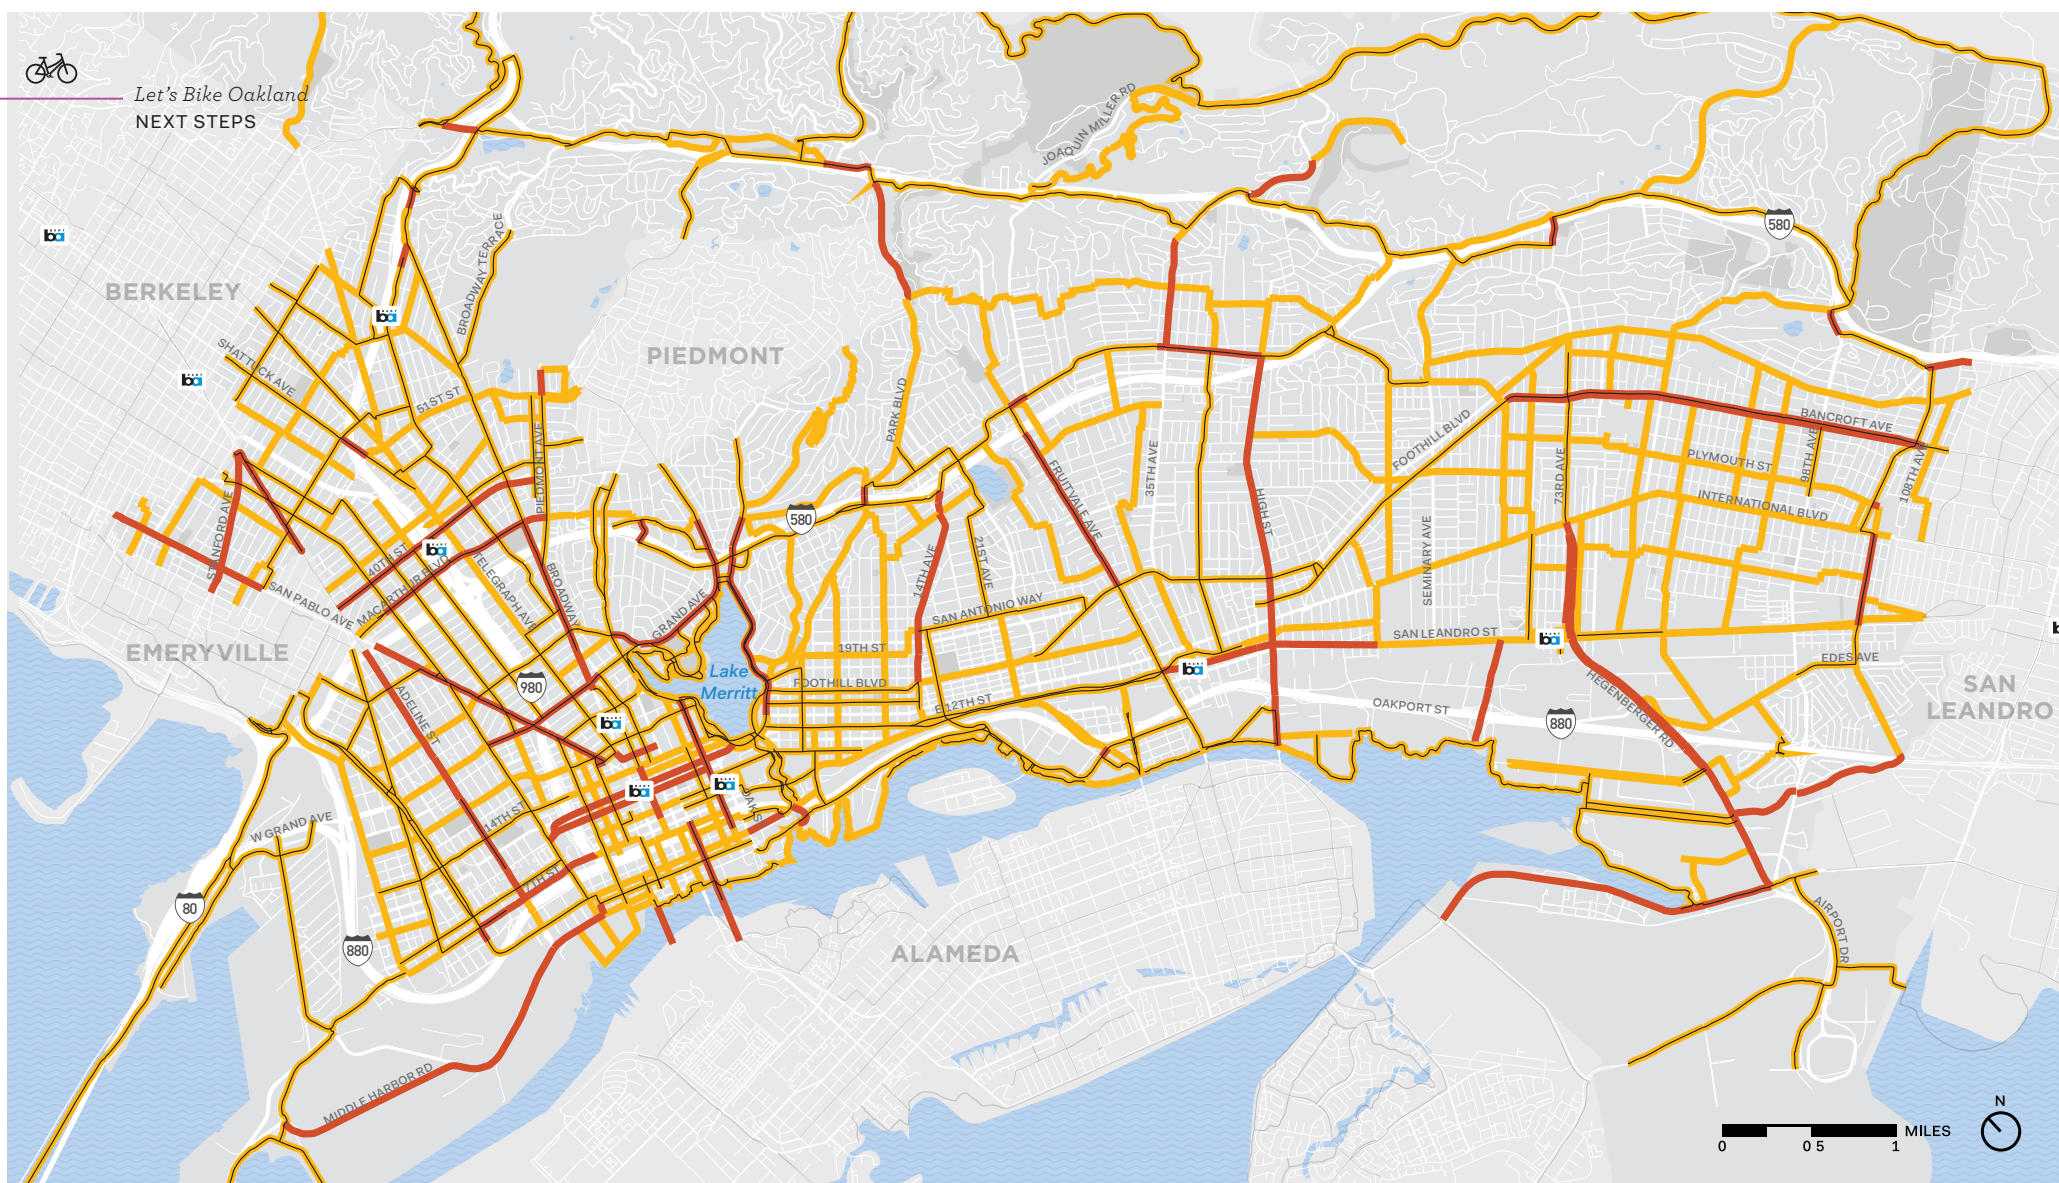 Let's Bike Oakland
NEXT STEPS
JOAQUIN MILLER RD
580
BROADWAY TERRACE
BERKELEY
SHATTUCK AVE
PIEDMONT
51ST ST
PARK BLVD
PIEDMONT AVE
FOOTHILL BLVD
BANCROFT AVE
98TH AVE
108TH AVE
PLYMOUTH ST
INTERNATIONAL BLVD
35TH AVE
FRUITVALE AVE
HIGH ST
73RD AVE
SEMINARY AVE
580
STANFORD AVE
40TH ST
MACARTHUR BLVD
TELEGRAPH AVE
BROADWAY
SAN PABLO AVE
14TH AVE
21ST AVE
SAN ANTONIO WAY
GRAND AVE
EMERYVILLE
19TH ST
SAN LEANDRO ST
EDES AVE
Lake
Merritt
FOOTHILL BLVD
E 12TH ST
980
ADELINE ST
OAK ST
HEGENBERGER RD
OAKPORT ST
880
SAN
LEANDRO
14TH ST
W GRAND AVE
7TH ST
80
880
ALAMEDA
AIRPORT DR
MIDDLE HARBOR RD
N
MILES
0 0 5 1